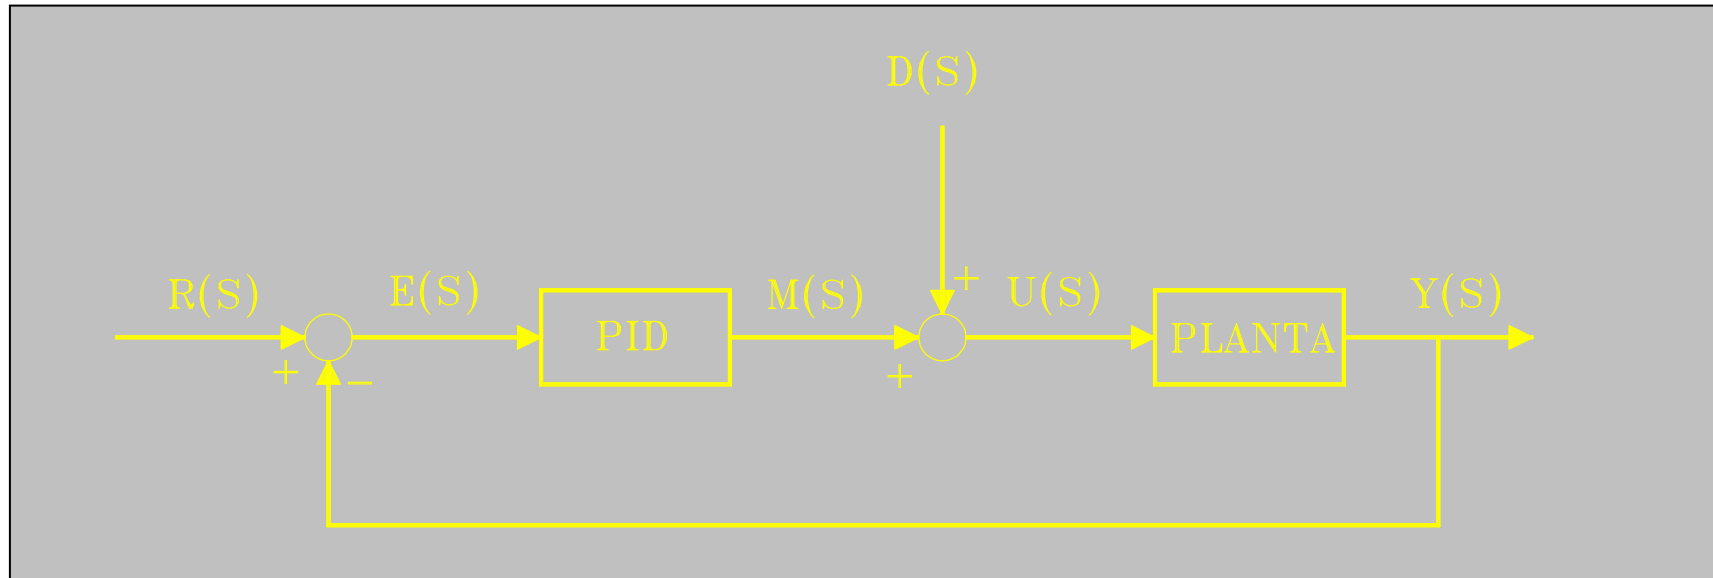 D(S)
R(S) E(S) M(S) + U(S) Y(S)
PID PLANTA
+ − +